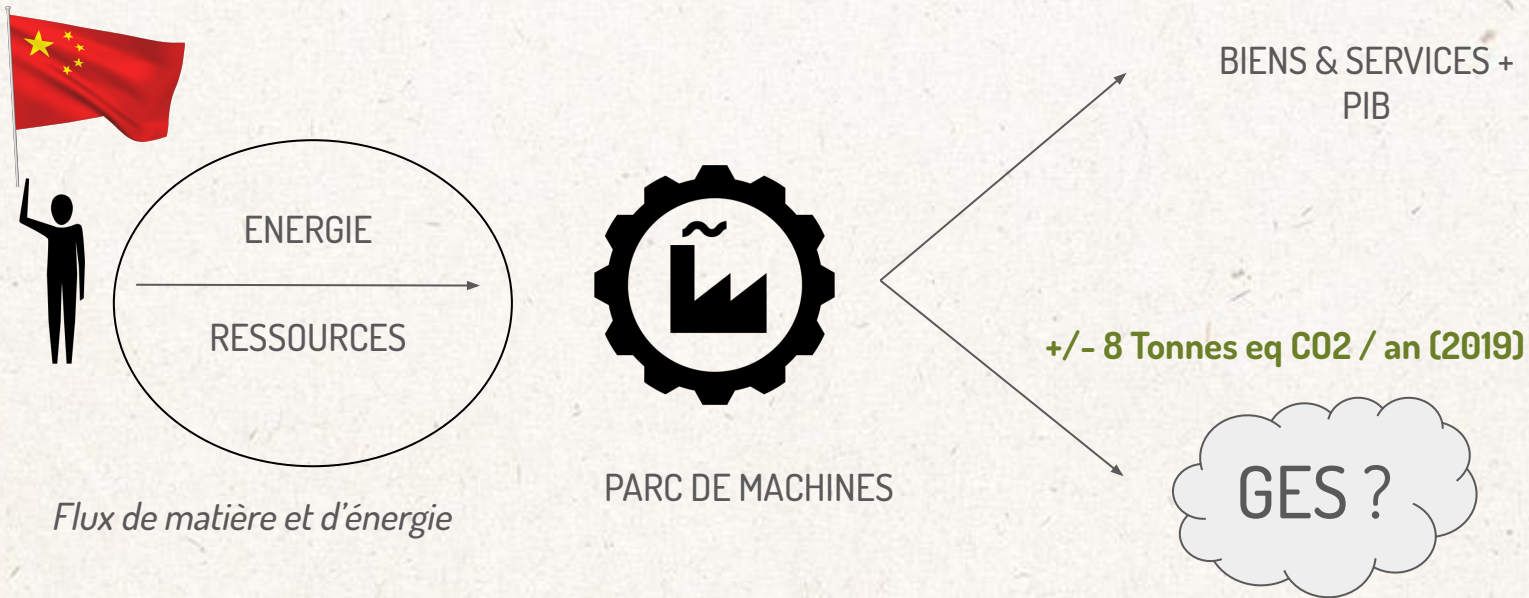 BIENS & SERVICES +
PIB
ENERGIE
RESSOURCES
+/- 8 Tonnes eq CO2 / an (2019)
GES ?
PARC DE MACHINES
Flux de matière et d'énergie